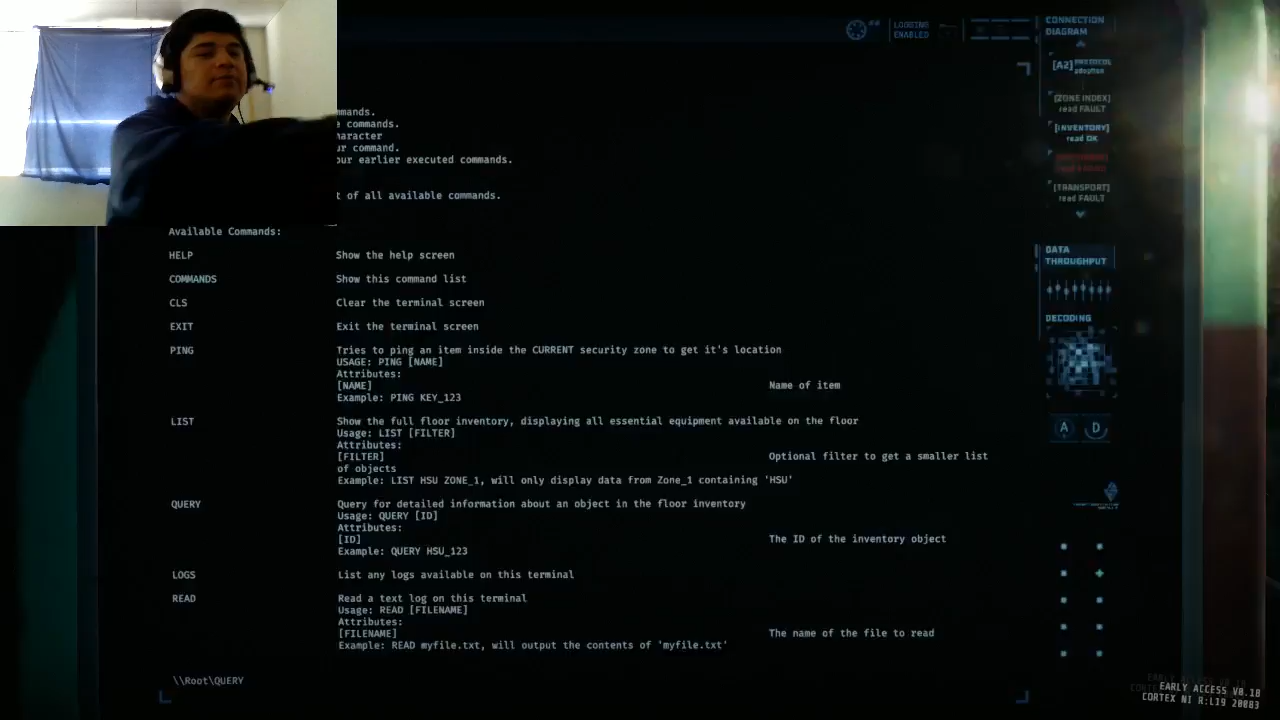 LOGGING
ENABLED
CONNECTION
DIAGRAM
[A2]
[ZONE INDEX]
read FAULT
[INVENTORY]
read OK
[TRANSPORT]
read FAULT
DATA
THROUGHPUT
DECODING
A D
mmands.
e commands.
haracter
ur command.
our earlier executed commands.
t of all available commands.
Available Commands:
HELP Show the help screen
COMMANDS Show this command list
CLS Clear the terminal screen
EXIT Exit the terminal screen
PING Tries to ping an item inside the CURRENT security zone to get it's location
USAGE: PING [NAME]
Attributes:
[NAME] Name of item
Example: PING KEY_123
LIST Show the full floor inventory, displaying all essential equipment available on the floor
Usage: LIST [FILTER]
Attributes:
[FILTER] Optional filter to get a smaller list
of objects
Example: LIST HSU ZONE_1, will only display data from Zone_1 containing 'HSU'
QUERY Query for detailed information about an object in the floor inventory
Usage: QUERY [ID]
Attributes:
[ID] The ID of the inventory object
Example: QUERY HSU_123
LOGS List any logs available on this terminal
READ Read a text log on this terminal
Usage: READ [FILENAME]
Attributes:
[FILENAME] The name of the file to read
Example: READ myfile.txt, will output the contents of 'myfile.txt'
\\Root\QUERY
EARLY ACCESS V0.18
CORTEX NI R:L19 20083